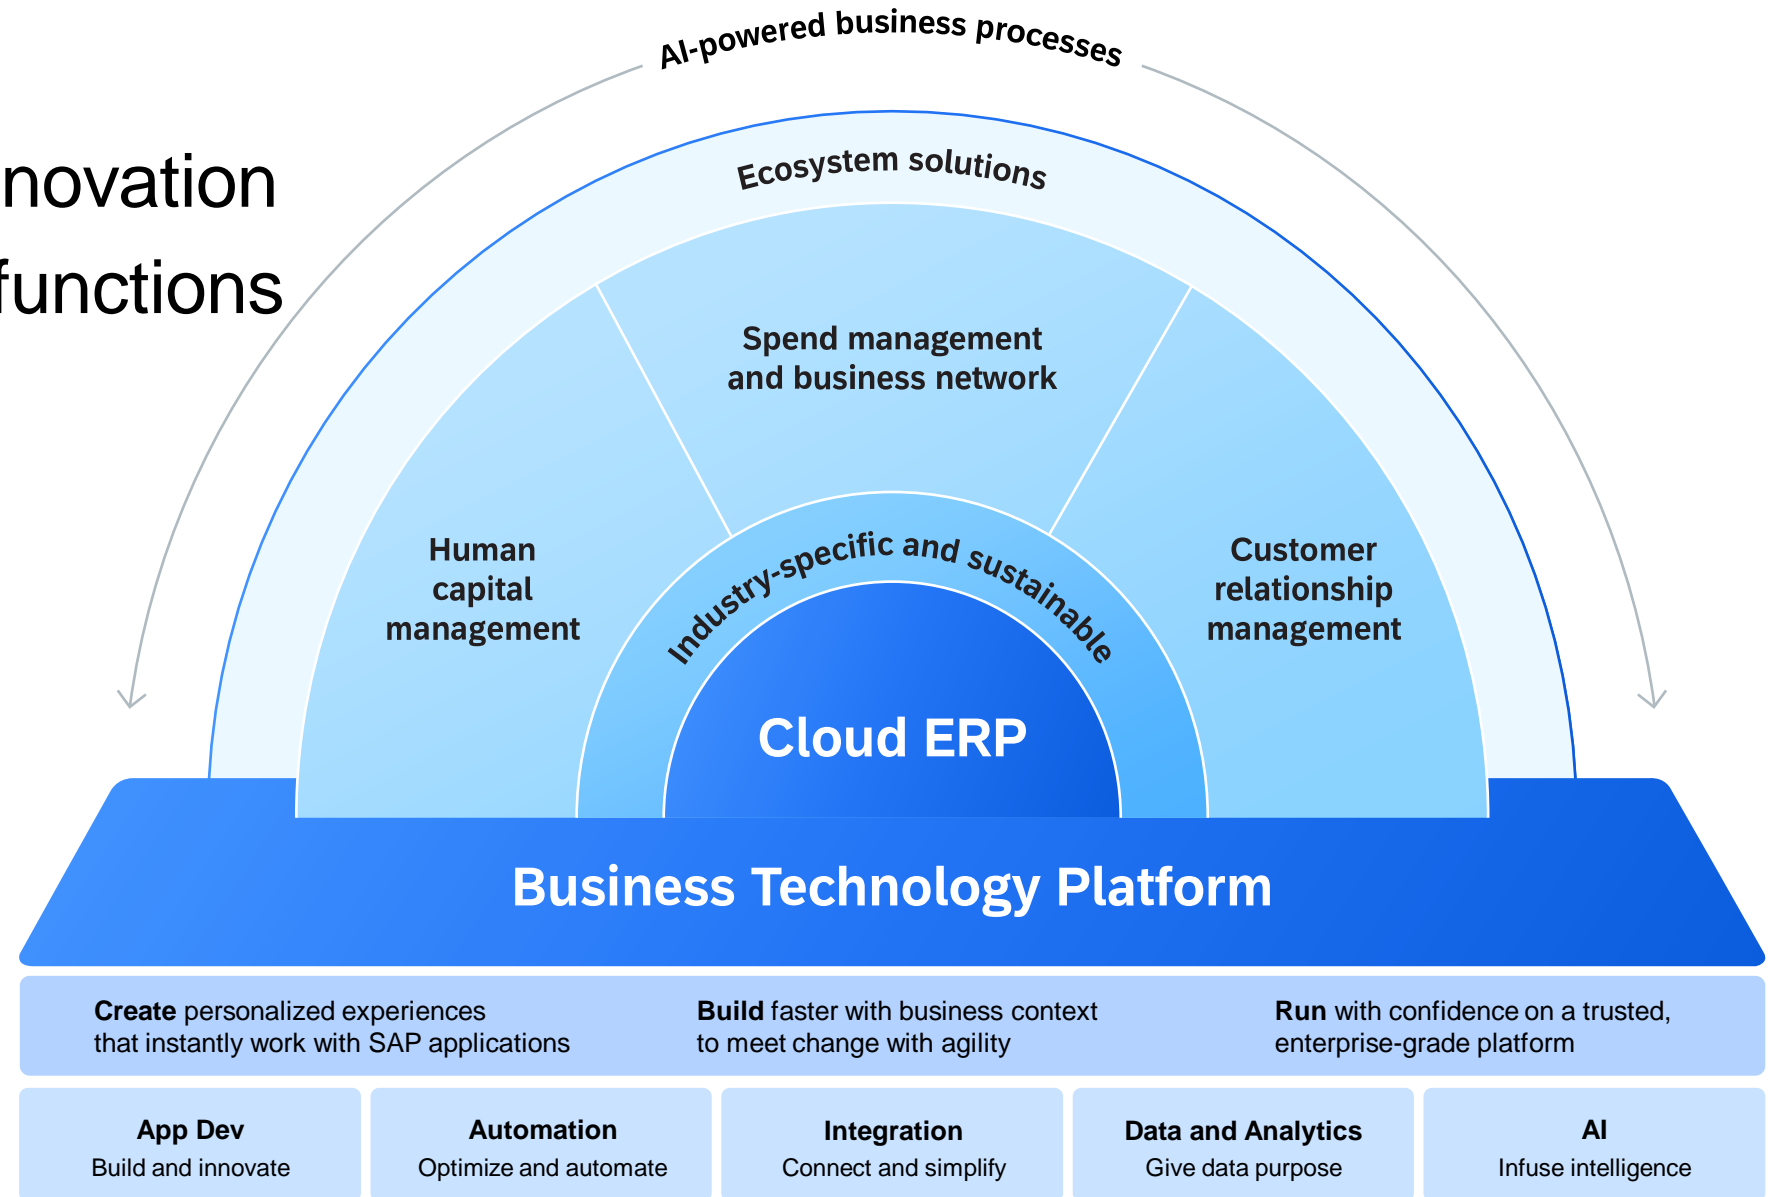 AI-powered business processes
novation
functions
Ecosystem solutions
Spend management
and business network
Human
capital
management
Industry-specific and sustainable
Customer
relationship
management
Cloud ERP
Business Technology Platform
Create personalized experiences
that instantly work with SAP applications
Build faster with business context
to meet change with agility
Run with confidence on a trusted,
enterprise-grade platform
App Dev
Build and innovate
Automation
Optimize and automate
Integration
Connect and simplify
Data and Analytics
Give data purpose
AI
Infuse intelligence